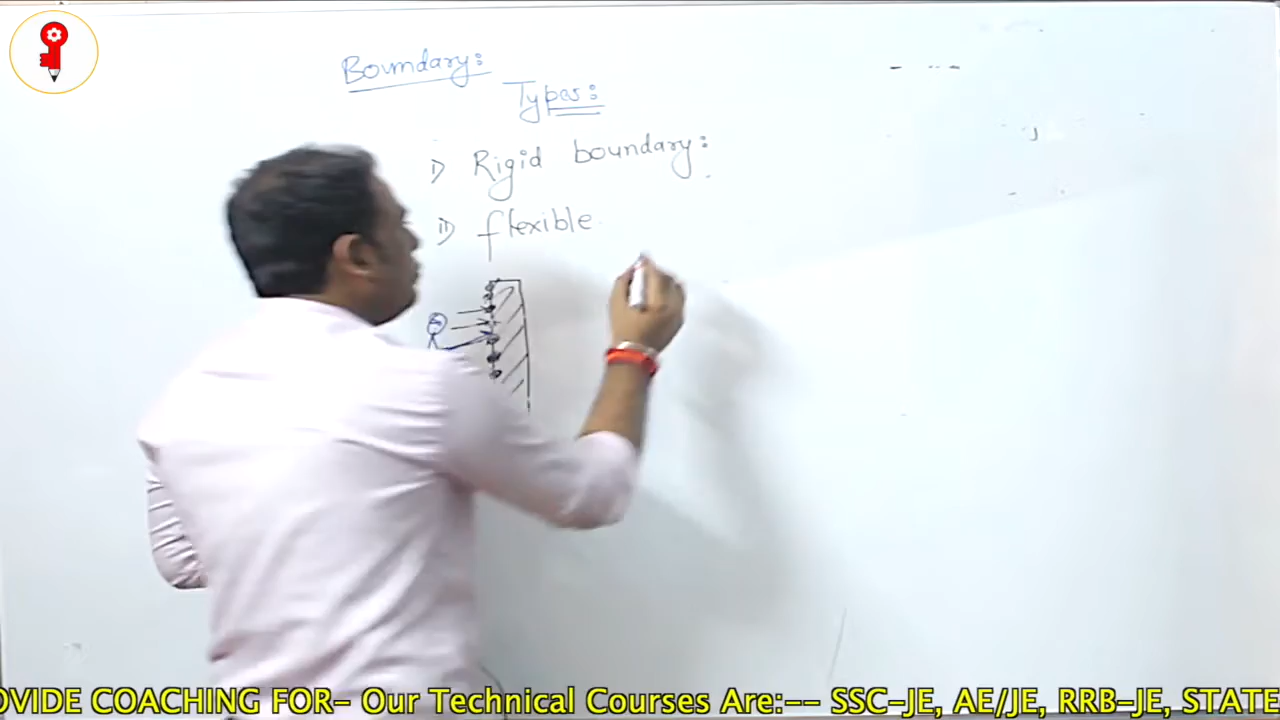 Boundary:
Types:
i) Rigid boundary:
ii) flexible
OVIDE COACHING FOR- Our Technical Courses Are:-- SSC-JE, AE/JE, RRB-JE, STATE